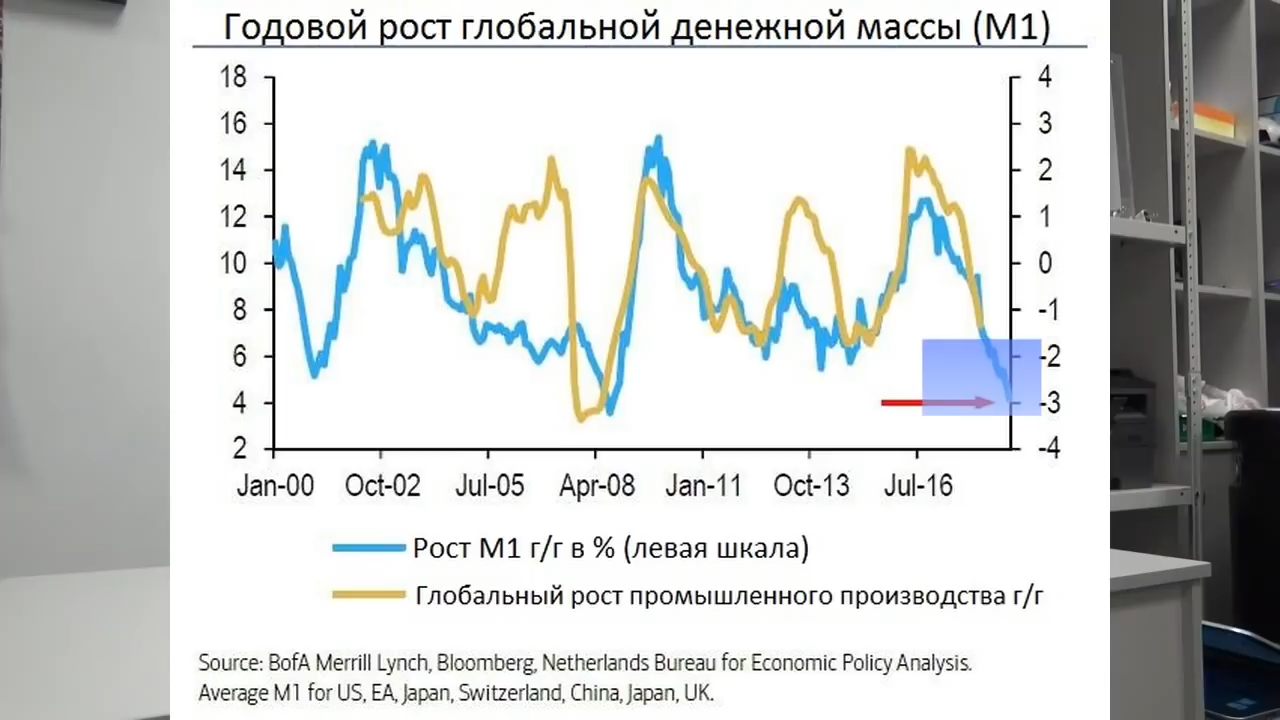 Годовой рост глобальной денежной массы (М1)
18 4
16 3
14 2
12 1
10 0
8 -1
6 -2
4 -3
2 -4
Jan-00 Oct-02 Jul-05 Apr-08 Jan-11 Oct-13 Jul-16
Рост М1 г/г в % (левая шкала)
Глобальный рост промышленного производства г/г
Source: BofA Merrill Lynch, Bloomberg, Netherlands Bureau for Economic Policy Analysis.
Average M1 for US, EA, Japan, Switzerland, China, Japan, UK.